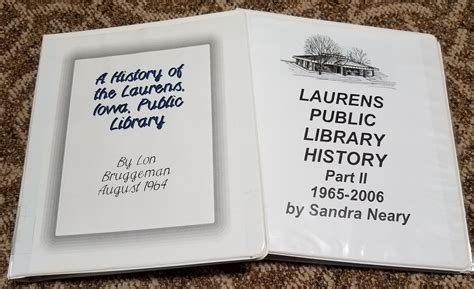 A History of
the Laurens,
Iowa, Public
Library
By Lon
Bruggeman
August 1964
LAURENS
PUBLIC
LIBRARY
HISTORY
Part II
1965-2006
by Sandra Neary